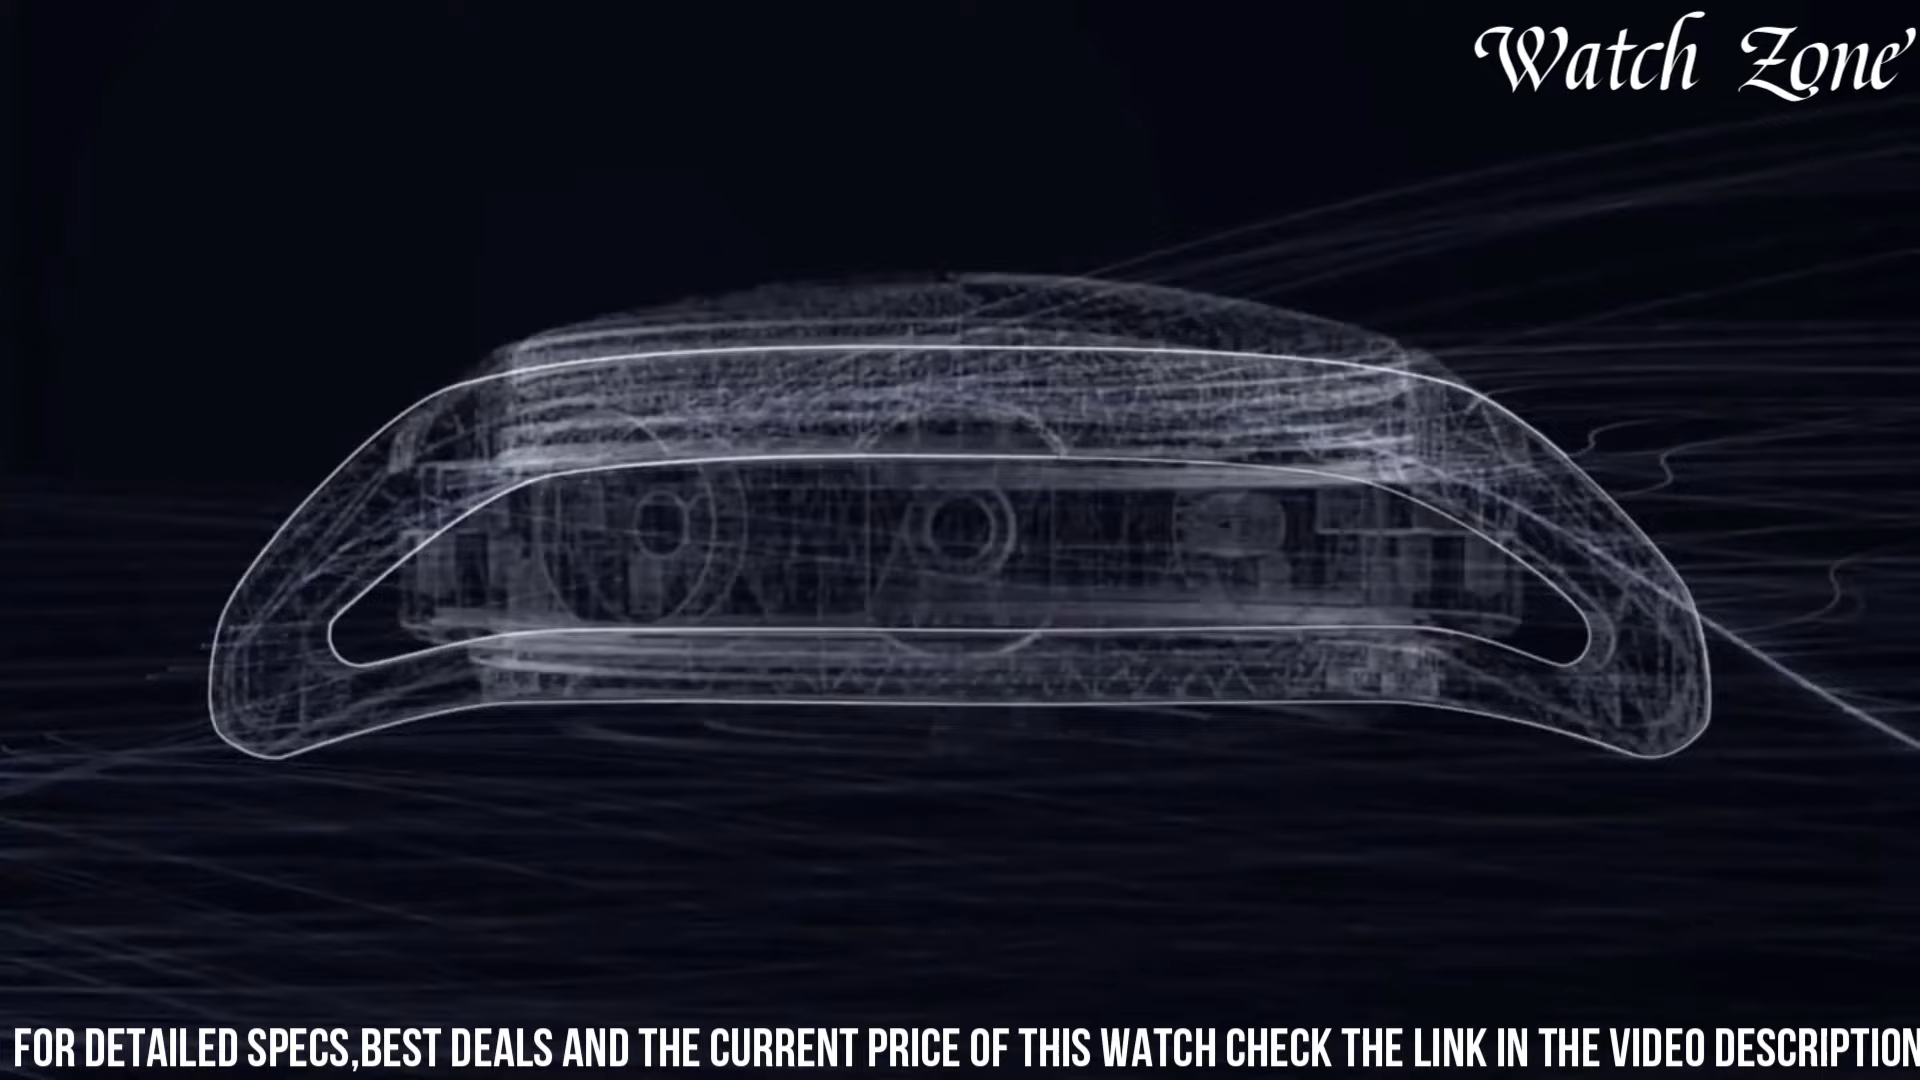 Watch Zone
FOR DETAILED SPECS,BEST DEALS AND THE CURRENT PRICE OF THIS WATCH CHECK THE LINK IN THE VIDEO DESCRIPTION